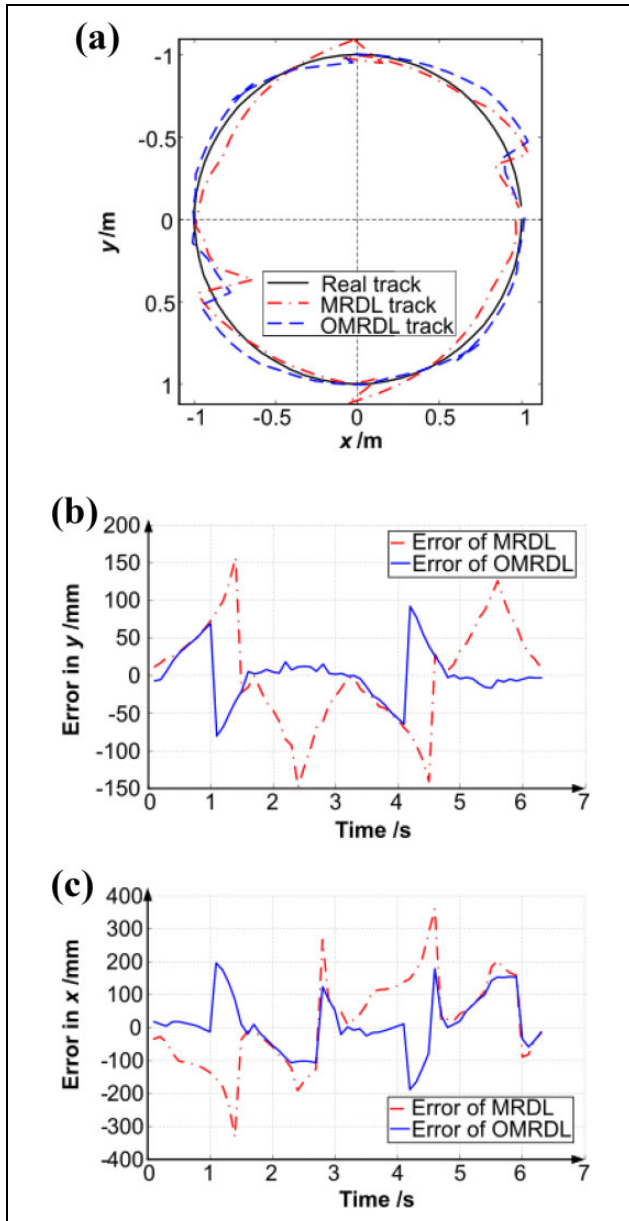 (a)
-1
-0.5
0
0.5
1
y /m
Real track
MRDL track
OMRDL track
-1 -0.5 0 0.5 1
x /m
(b)
200
150
100
50
0
-50
-100
-150
Error in y /mm
Error of MRDL
Error of OMRDL
0 1 2 3 4 5 6 7
Time /s
(c)
400
300
200
100
0
-100
-200
-300
-400
Error in x /mm
Error of MRDL
Error of OMRDL
0 1 2 3 4 5 6 7
Time /s